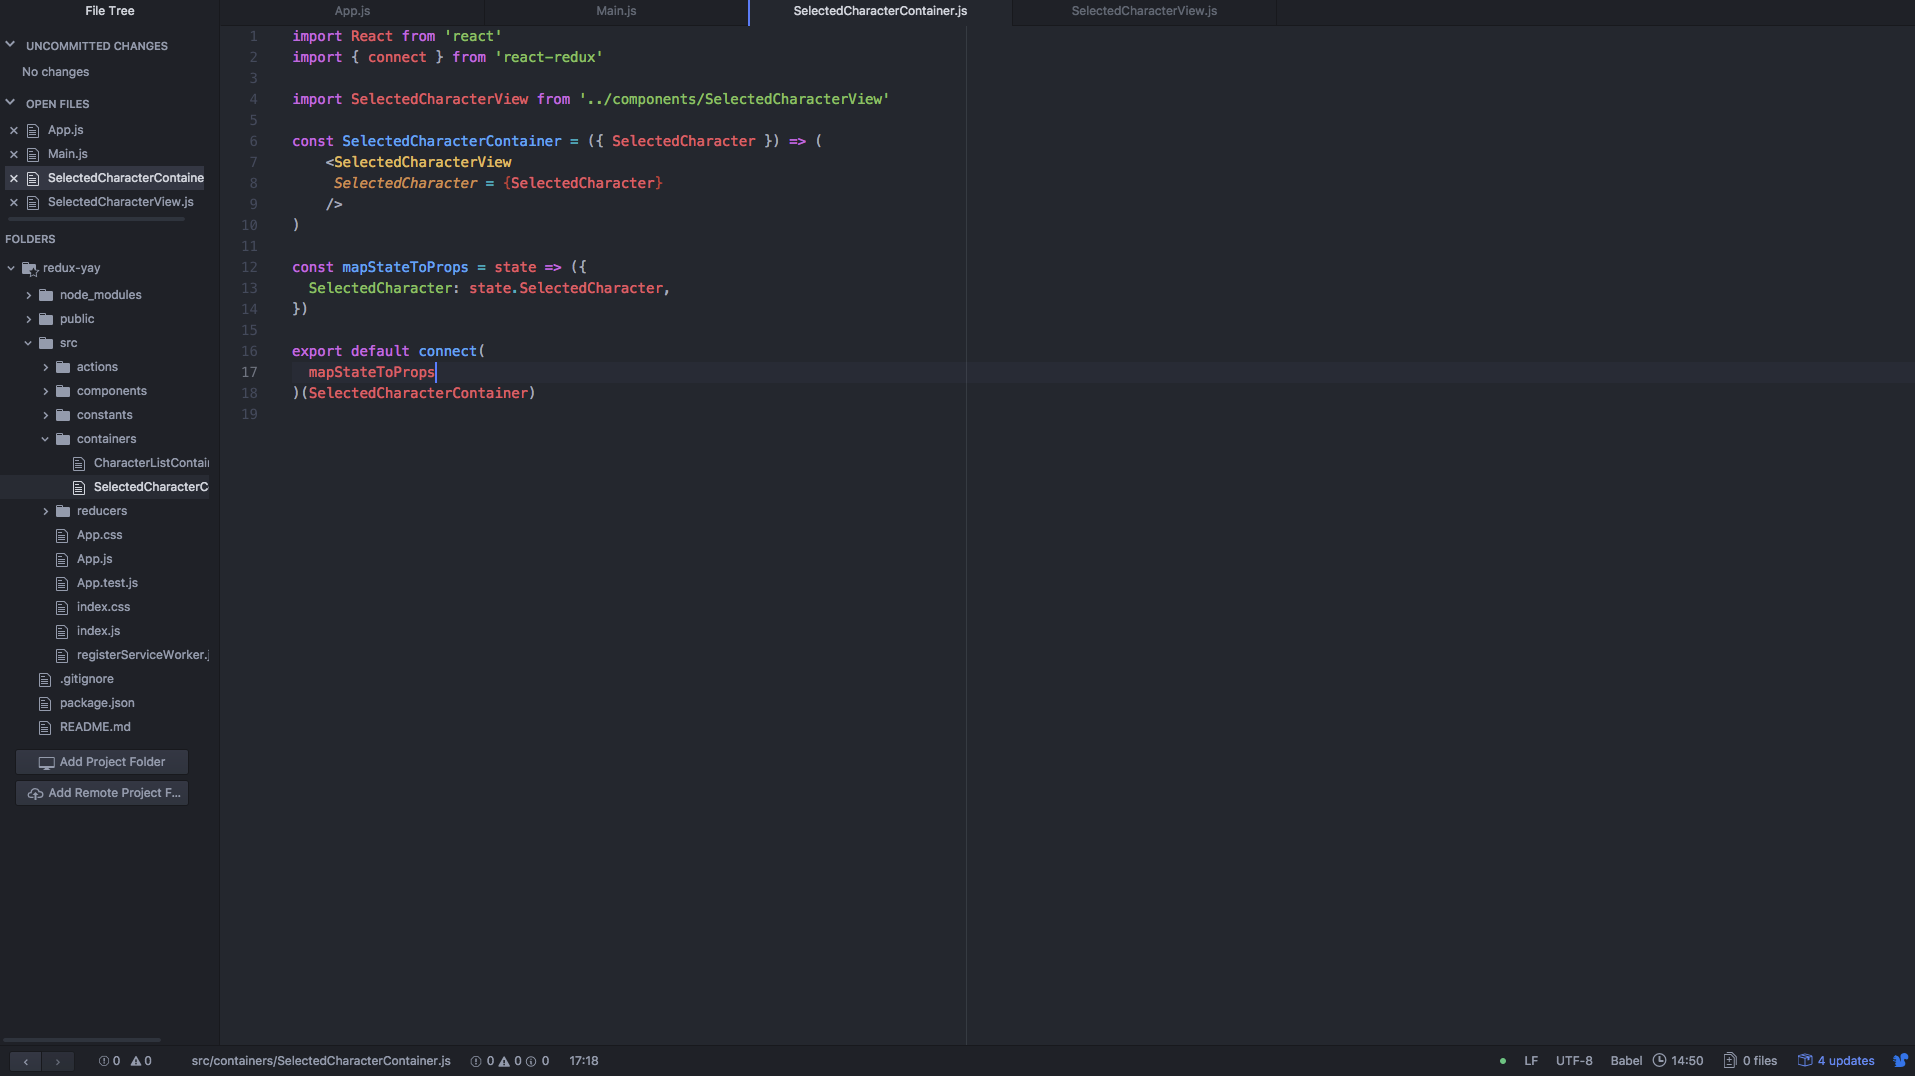 File Tree
App.js
Main.js
SelectedCharacterContainer.js
SelectedCharacterView.js
UNCOMMITTED CHANGES
No changes
OPEN FILES
App.js
Main.js
SelectedCharacterContaine
SelectedCharacterView.js
FOLDERS
redux-yay
node_modules
public
src
actions
components
constants
containers
CharacterListContai
SelectedCharacterC
reducers
App.css
App.js
App.test.js
index.css
index.js
registerServiceWorker.j
.gitignore
package.json
README.md
Add Project Folder
Add Remote Project F...
1 import React from 'react'
2 import { connect } from 'react-redux'
3
4 import SelectedCharacterView from '../components/SelectedCharacterView'
5
6 const SelectedCharacterContainer = ({ SelectedCharacter }) => (
7 <SelectedCharacterView
8 SelectedCharacter = {SelectedCharacter}
9 />
10 )
11
12 const mapStateToProps = state => ({
13 SelectedCharacter: state.SelectedCharacter,
14 })
15
16 export default connect(
17 mapStateToProps
18 )(SelectedCharacterContainer)
19
0 0 src/containers/SelectedCharacterContainer.js 0 0 0 17:18 LF UTF-8 Babel 14:50 0 files 4 updates